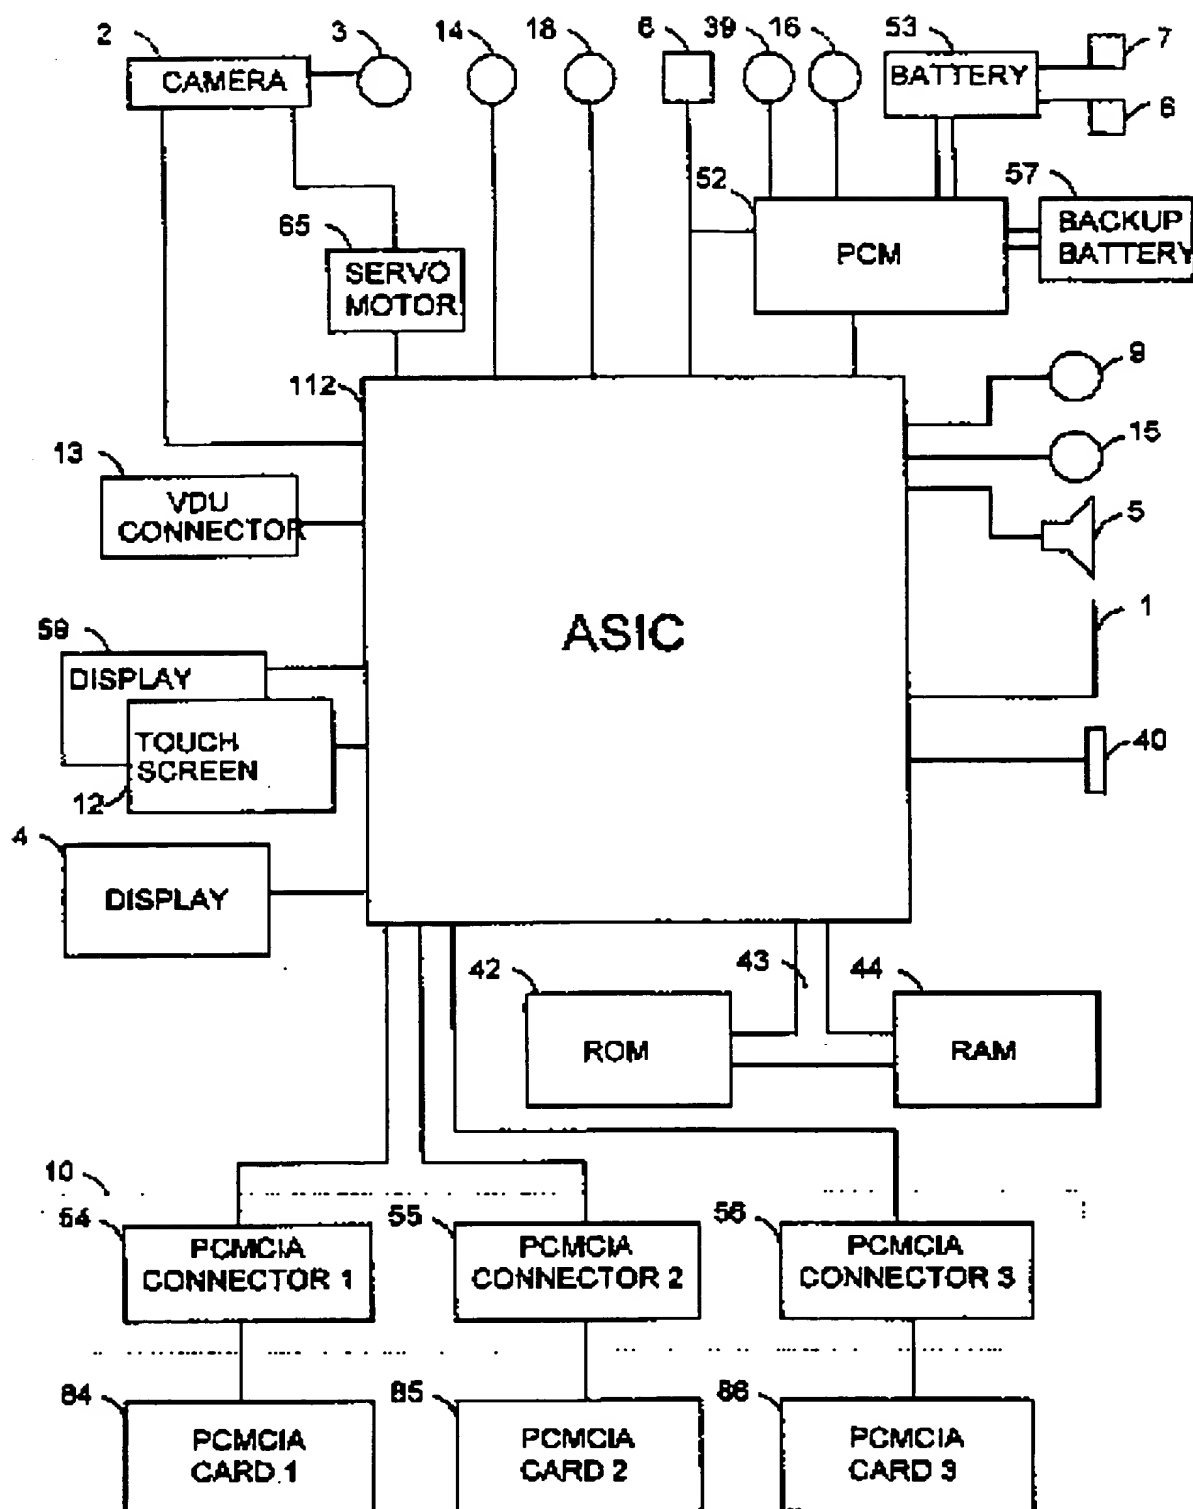 2
3
14
18
6
39
16
53
7
CAMERA
BATTERY
6
52
57
65
SERVO
MOTOR
PCM
BACKUP
BATTERY
112
9
13
15
VDU
CONNECTOR
5
ASIC
1
59
DISPLAY
TOUCH
SCREEN
12
40
4
DISPLAY
42
43
44
ROM
RAM
10
54
55
56
PCMCIA
CONNECTOR 1
PCMCIA
CONNECTOR 2
PCMCIA
CONNECTOR 3
84
85
86
PCMCIA
CARD 1
PCMCIA
CARD 2
PCMCIA
CARD 3